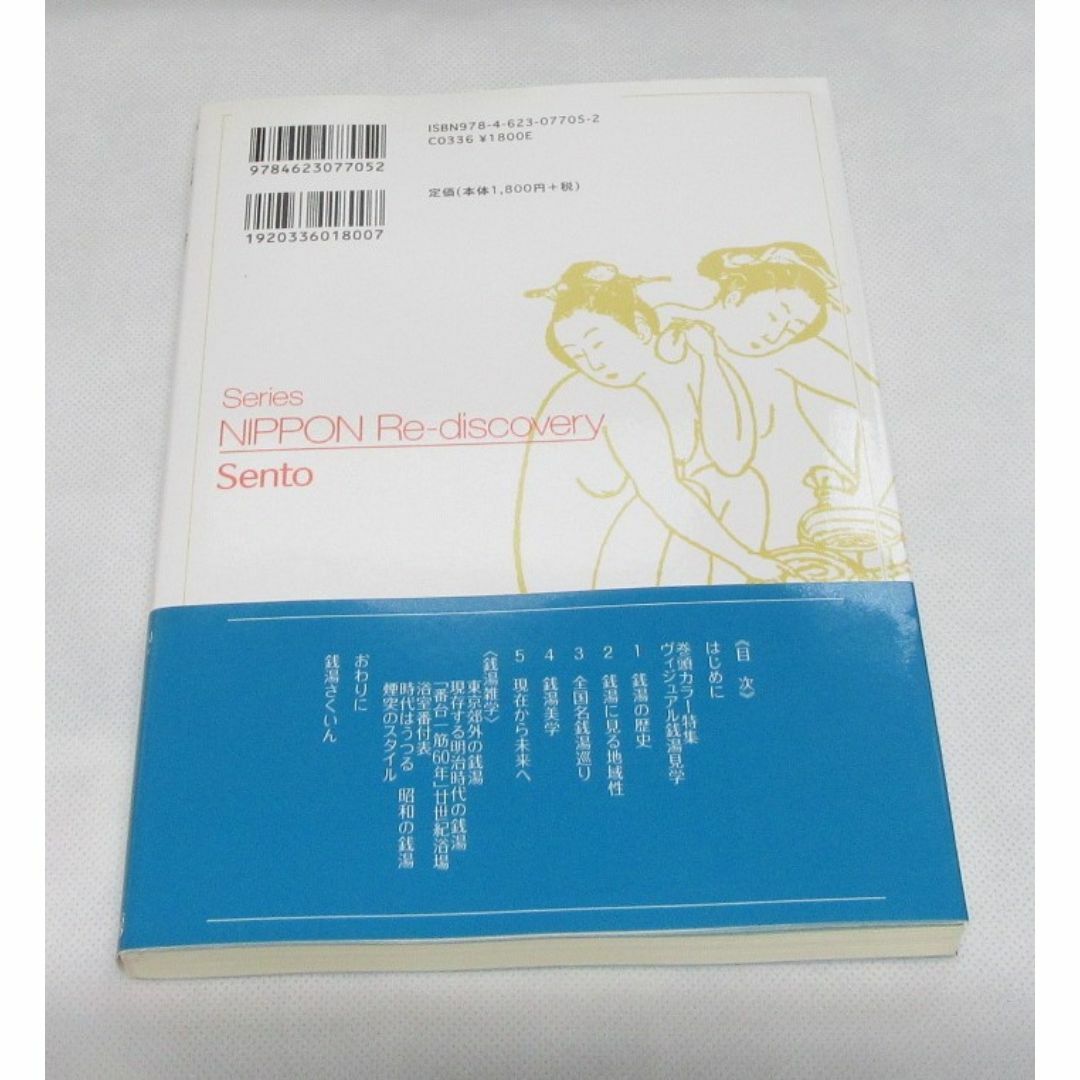 ISBN978-4-623-07705-2
C0336 ¥1800E
9784623077052
定価(本体1,800円+税)
1920336018007
Series
NIPPON Re-discovery
Sento
《目 次》
はじめに
巻頭カラー特集
ヴィジュアル銭湯見学
1 銭湯の歴史
2 銭湯に見る地域性
3 全国名銭湯巡り
4 銭湯美学
5 現在から未来へ
〈銭湯雑学〉
東京郊外の銭湯
現存する明治時代の銭湯
「番台一筋60年」廿世紀浴場
浴室番付表
時代はうつる 昭和の銭湯
煙突のスタイル
おわりに
銭湯さくいん